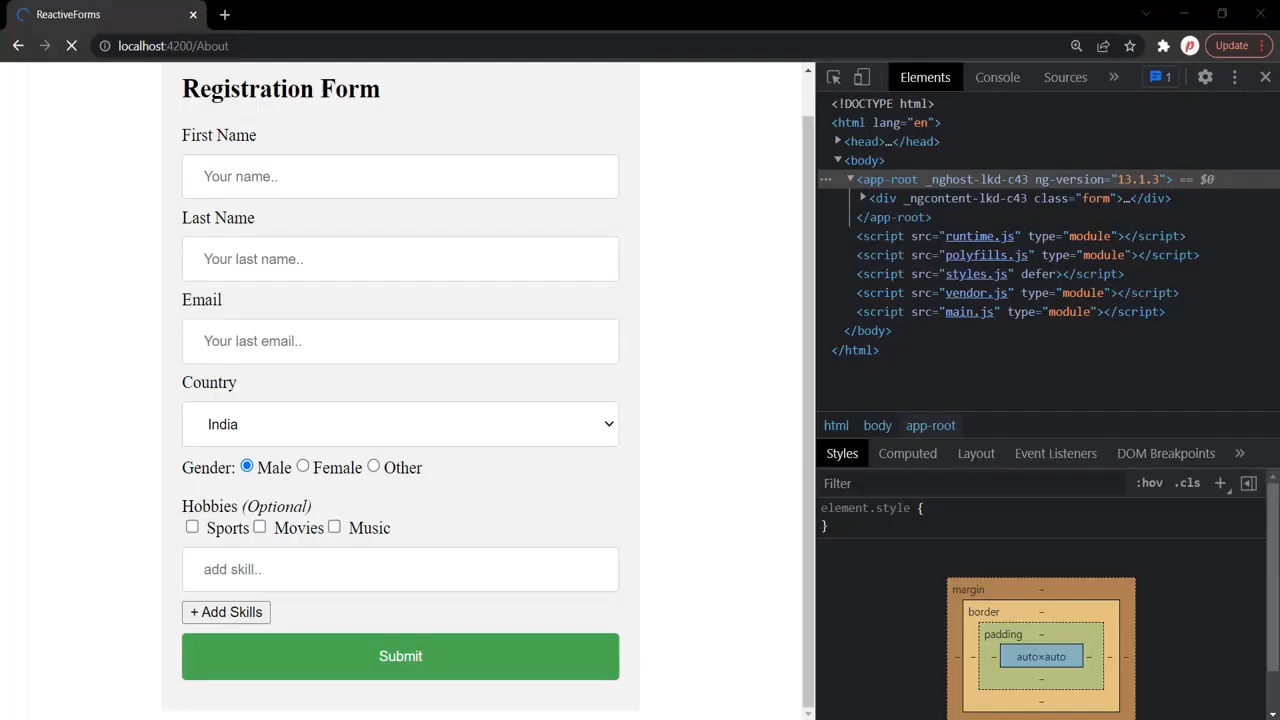 ReactiveForms
localhost:4200/About
Update
Registration Form
First Name
Your name..
Last Name
Your last name..
Email
Your last email..
Country
India
Gender: Male Female Other
Hobbies (Optional)
Sports Movies Music
add skill..
+ Add Skills
Submit
Elements Console Sources » 1
<!DOCTYPE html>
<html lang="en">
<head>…</head>
<body>
<app-root _nghost-lkd-c43 ng-version="13.1.3"> == $0
<div _ngcontent-lkd-c43 class="form">…</div>
</app-root>
<script src="runtime.js" type="module"></script>
<script src="polyfills.js" type="module"></script>
<script src="styles.js" defer></script>
<script src="vendor.js" type="module"></script>
<script src="main.js" type="module"></script>
</body>
</html>
html body app-root
Styles Computed Layout Event Listeners DOM Breakpoints »
Filter :hov .cls +
element.style {
}
margin –
border –
padding –
– – – auto×auto – – –
–
–